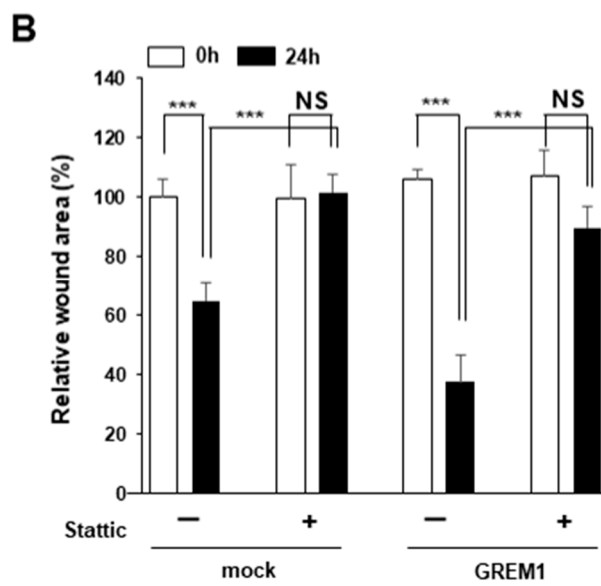 B
0h 24h
140
120
100
80
60
40
20
0
Relative wound area (%)
*** *** NS *** *** NS
Stattic − + − +
mock GREM1